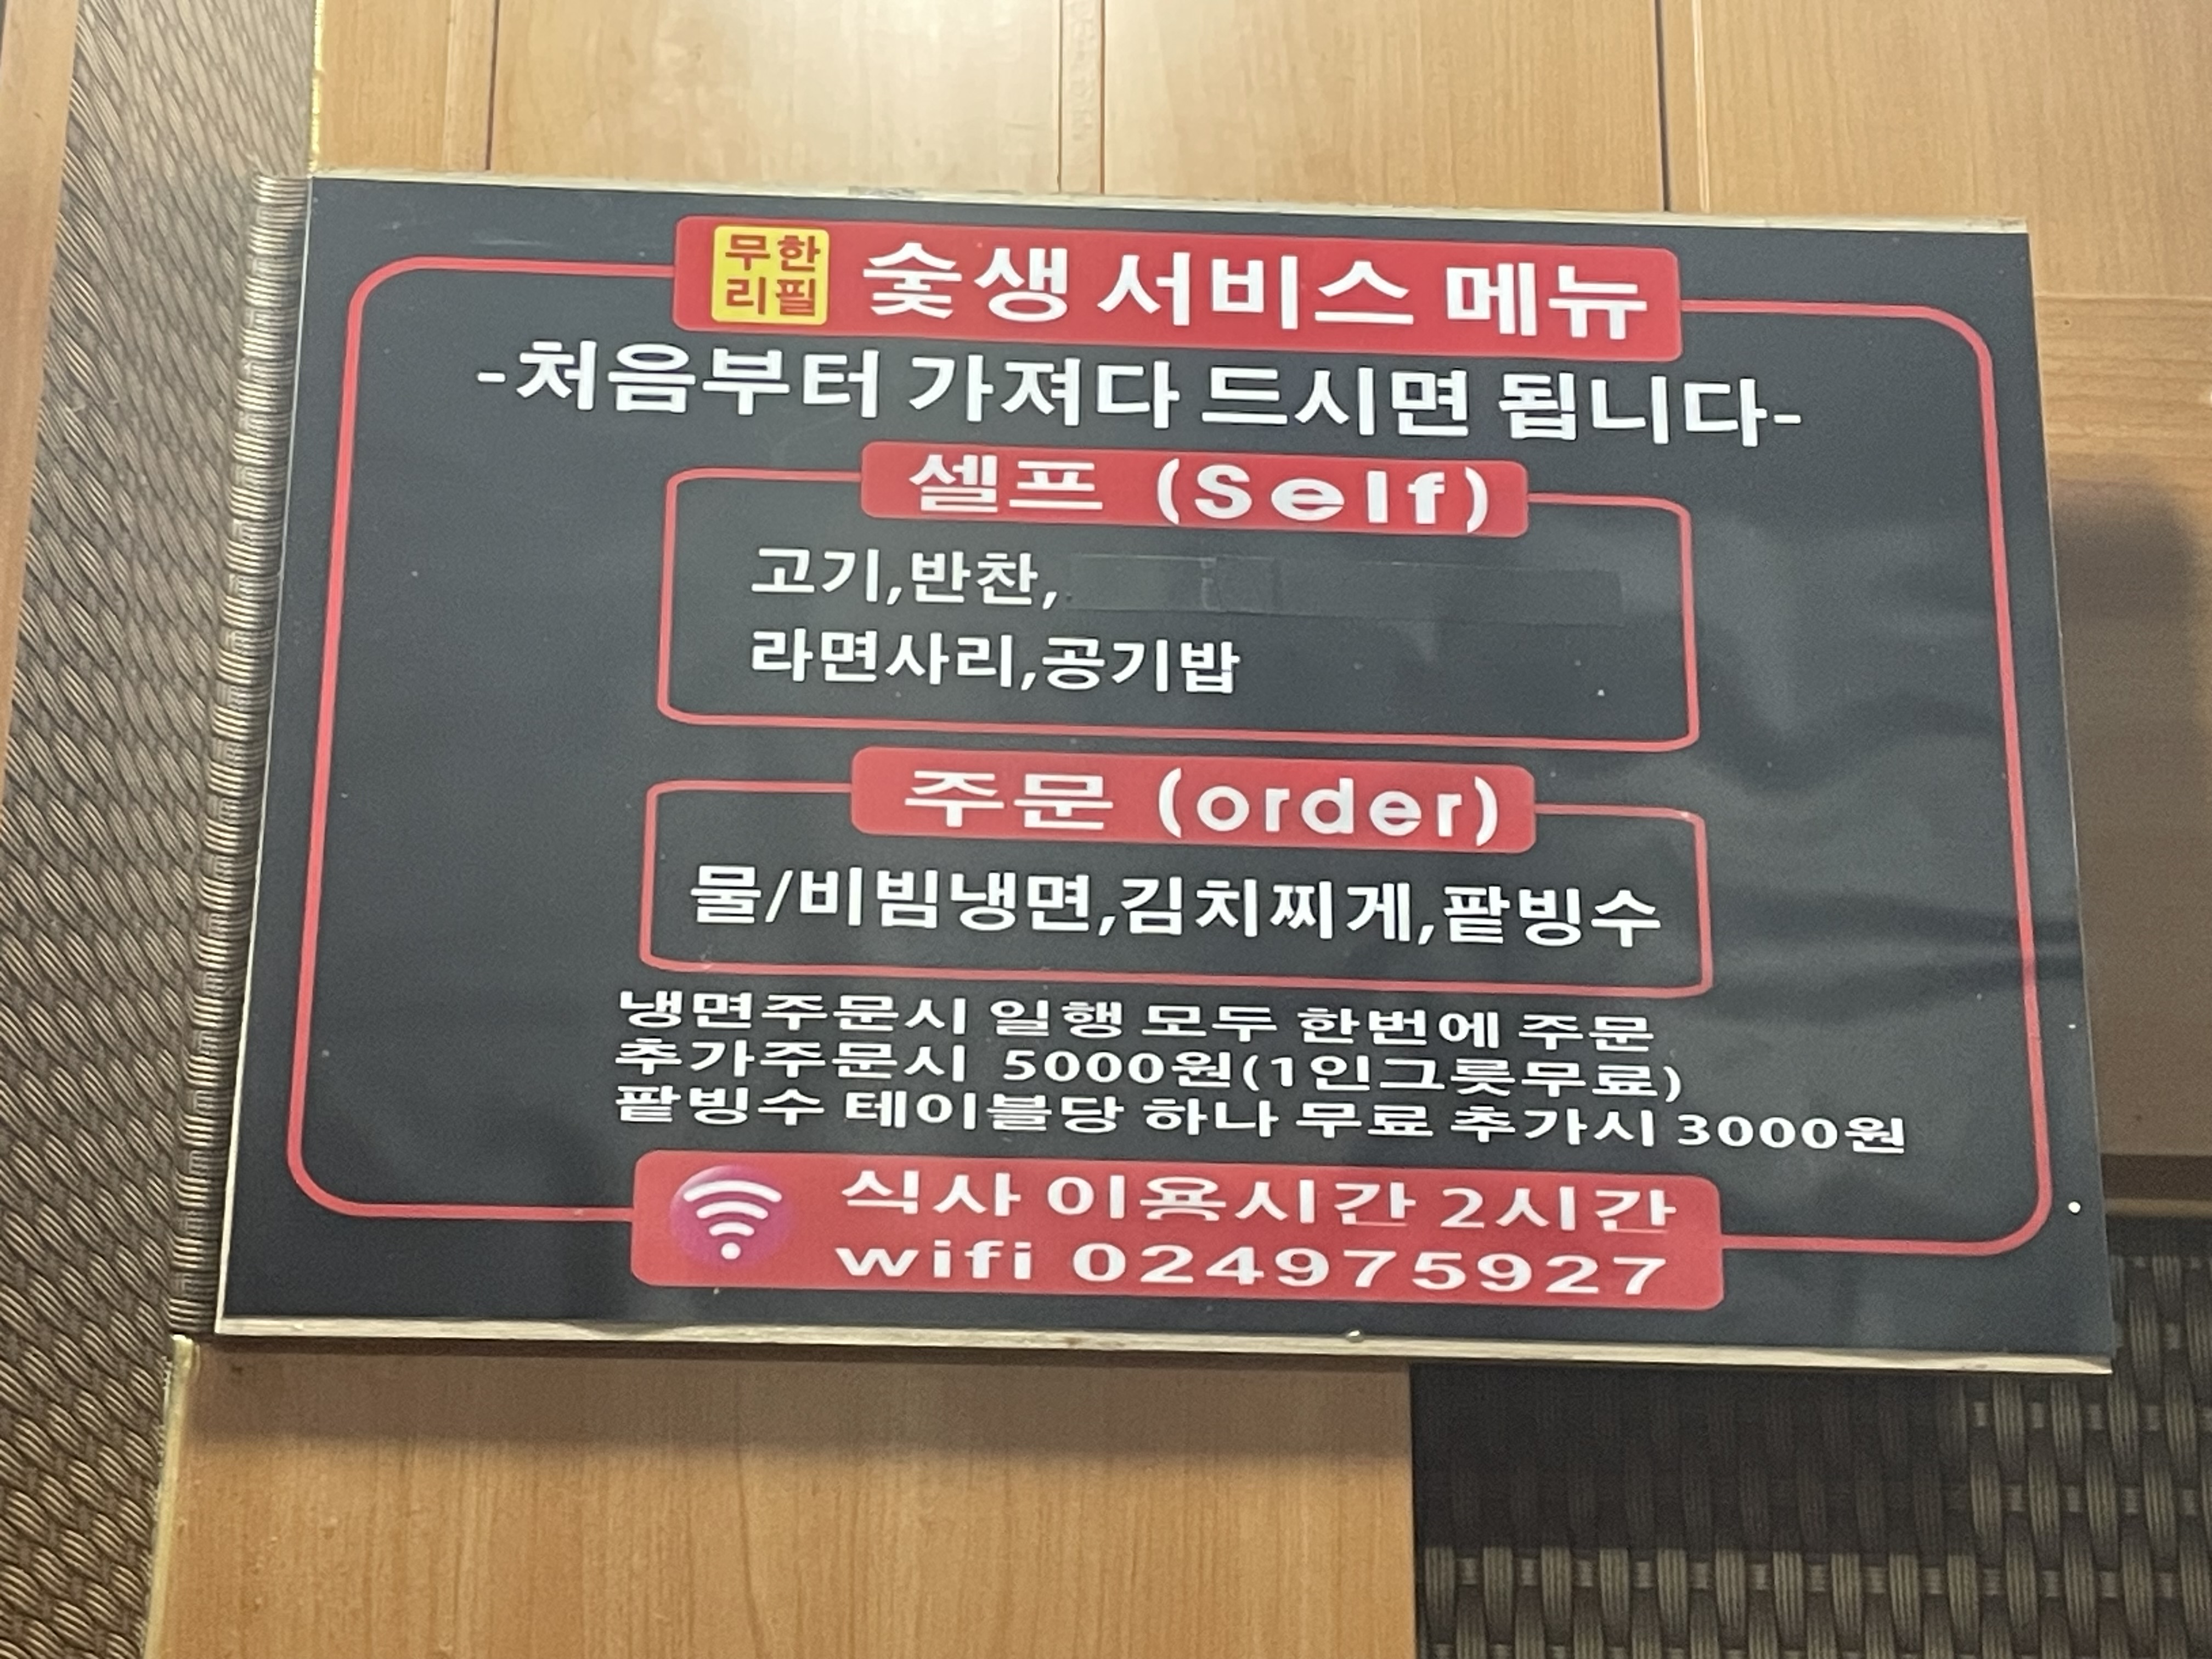 무한
리필
숯생 서비스 메뉴
-처음부터 가져다 드시면 됩니다-
셀프 (Self)
고기,반찬,
라면사리,공기밥
주문 (order)
물/비빔냉면,김치찌게,팥빙수
냉면주문시 일행 모두 한번에 주문
추가주문시 5000원(1인그릇무료)
팥빙수 테이블당 하나 무료 추가시 3000원
식사 이용시간 2시간
wifi 024975927